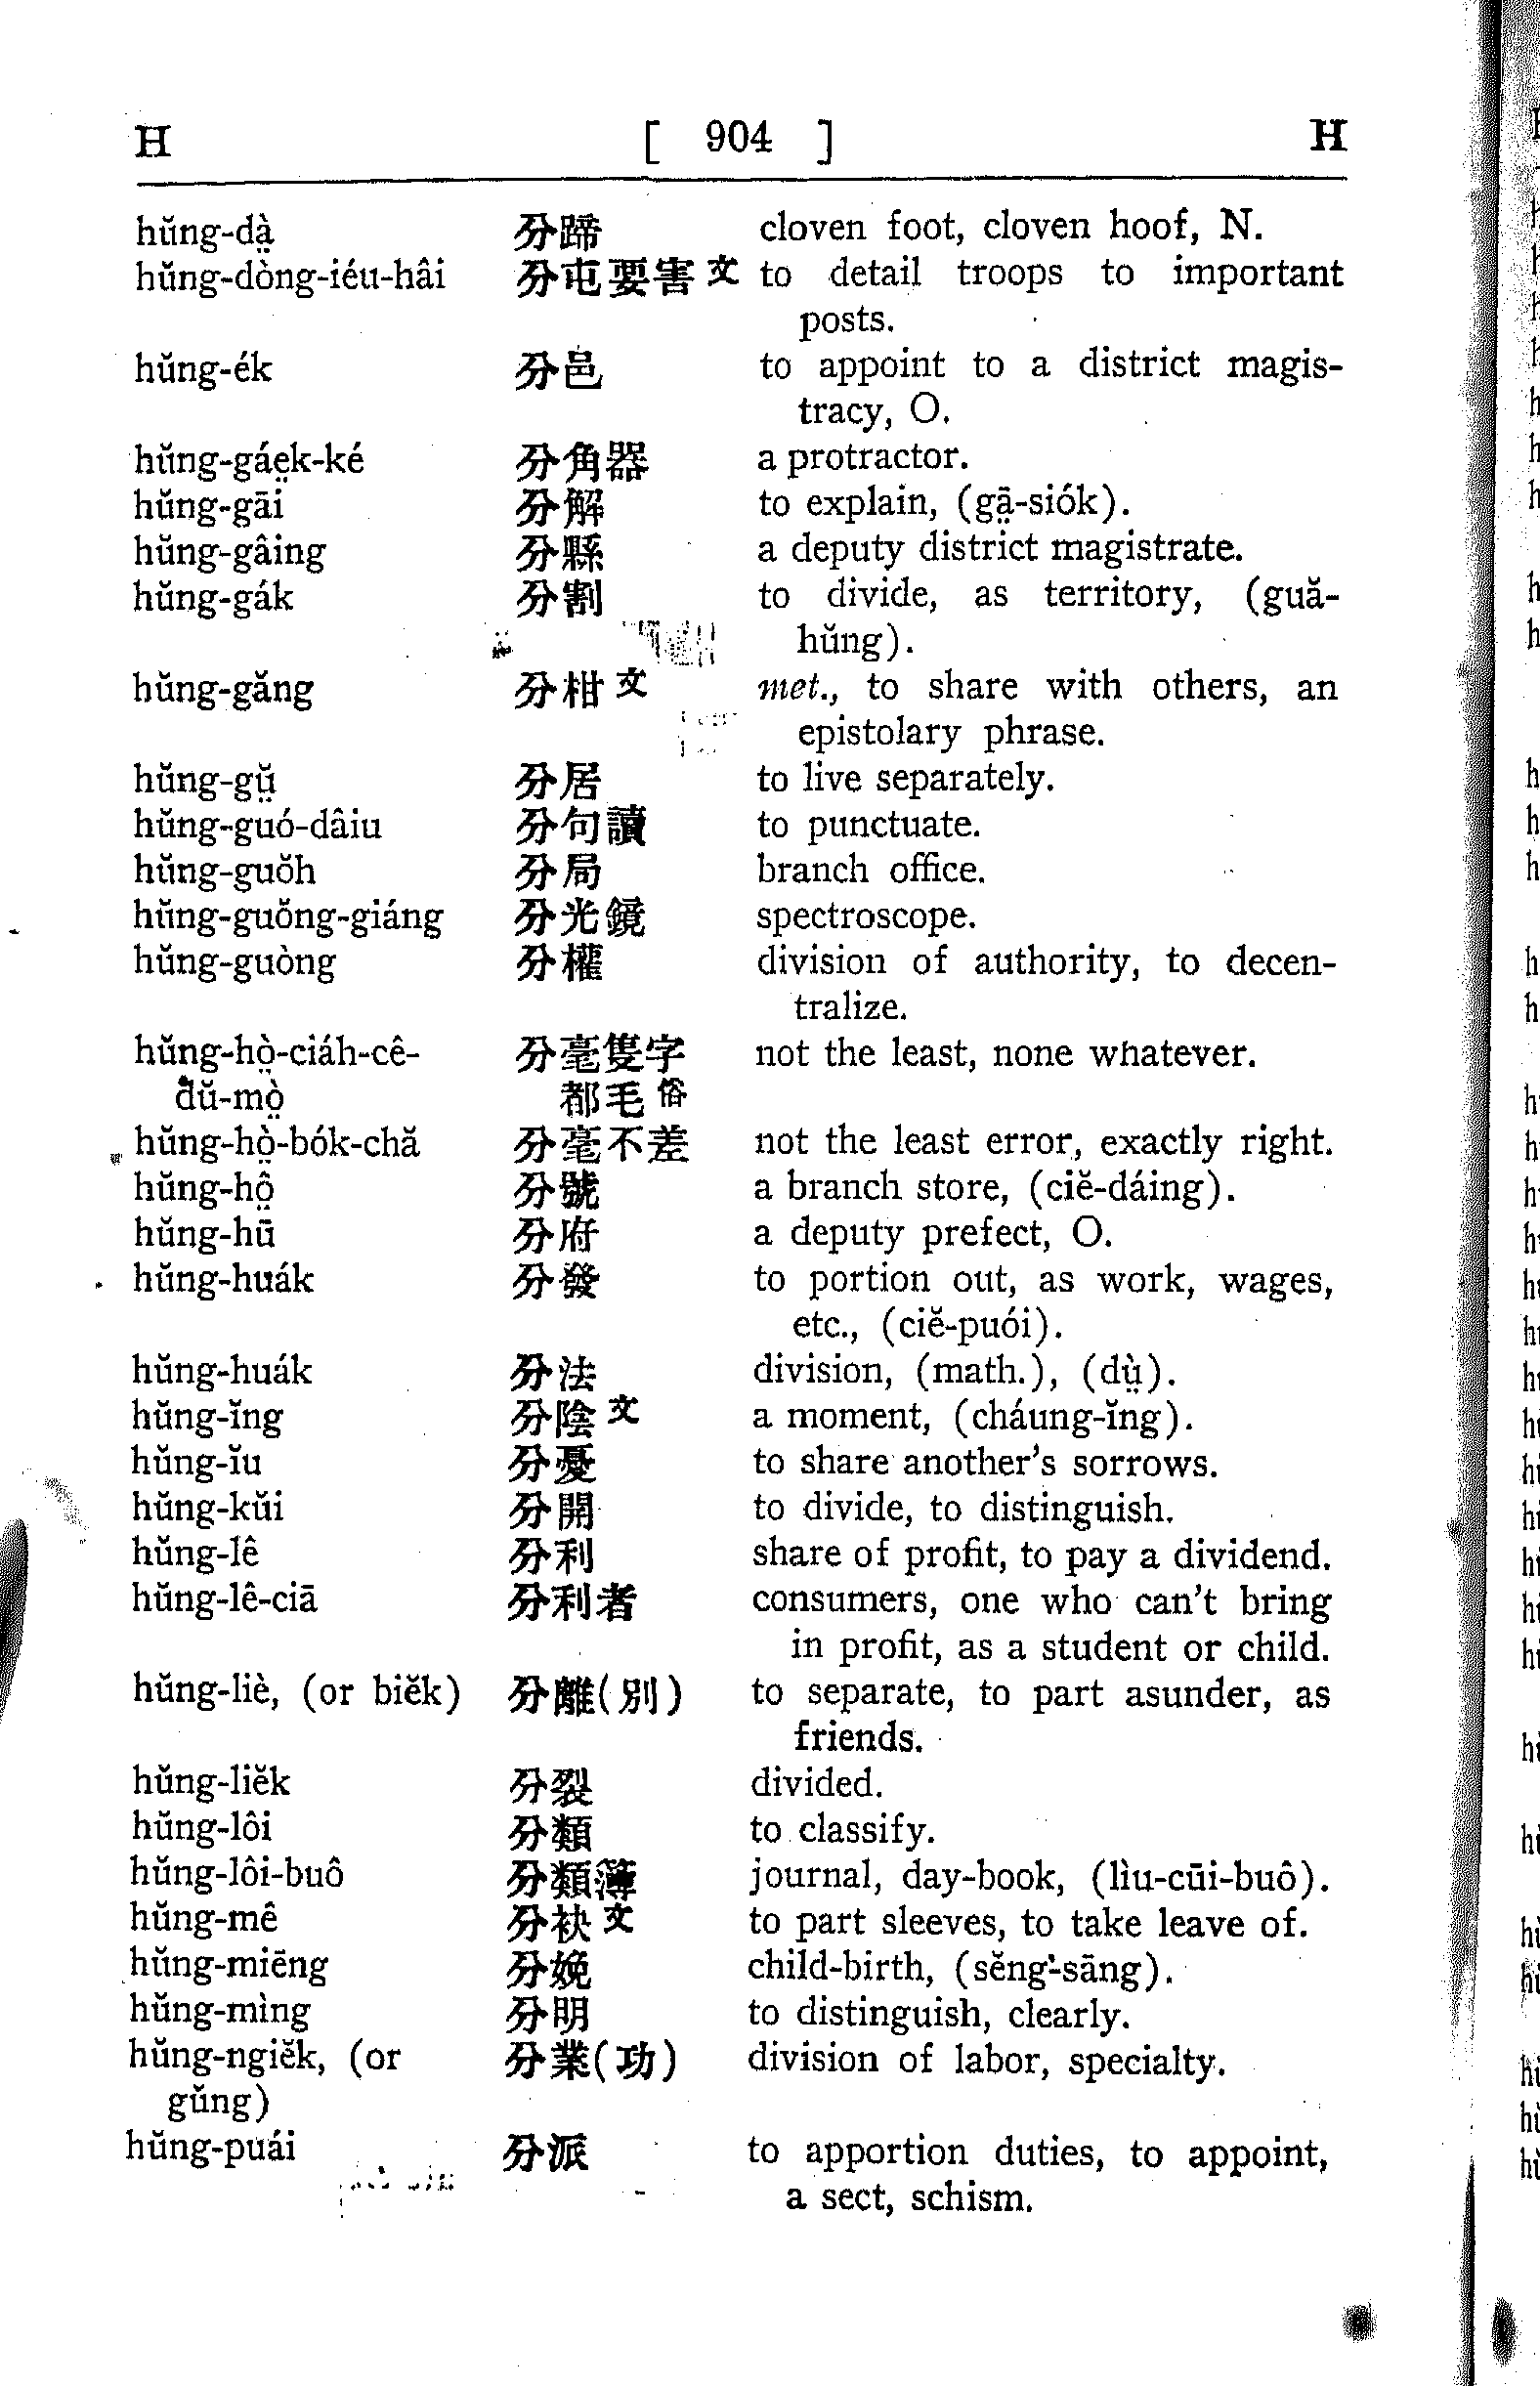 H [ 904 ] H
hŭng-dà̤ 分蹄 cloven foot, cloven hoof, N.
hŭng-dòng-iéu-hâi 分屯要害文 to detail troops to important
posts.
hŭng-ék 分邑 to appoint to a district magis-
tracy, O.
hŭng-gáe̤k-ké 分角器 a protractor.
hŭng-gāi 分解 to explain, (gā̤-siók).
hŭng-gâing 分縣 a deputy district magistrate.
hŭng-gák 分割 to divide, as territory, (guă-
hŭng).
hŭng-găng 分柑文 met., to share with others, an
epistolary phrase.
hŭng-gṳ̆ 分居 to live separately.
hŭng-guó-dâiu 分句讀 to punctuate.
hŭng-guŏh 分局 branch office.
hŭng-guŏng-giáng 分光鏡 spectroscope.
hŭng-guòng 分權 division of authority, to decen-
tralize.
hŭng-hò̤-ciáh-cê- 分毫隻字 not the least, none whatever.
dŭ-mò̤ 都毛俗
hŭng-hò̤-bók-chă 分毫不差 not the least error, exactly right.
hŭng-hô̤ 分號 a branch store, (ciĕ-dáing).
hŭng-hū 分府 a deputy prefect, O.
hŭng-huák 分發 to portion out, as work, wages,
etc., (ciĕ-puói).
hŭng-huák 分法 division, (math.), (dṳ̀).
hŭng-ĭng 分陰文 a moment, (cháung-ĭng).
hŭng-ĭu 分憂 to share another's sorrows.
hŭng-kŭi 分開 to divide, to distinguish.
hŭng-lê 分利 share of profit, to pay a dividend.
hŭng-lê-ciā 分利者 consumers, one who can't bring
in profit, as a student or child.
hŭng-liè, (or biĕk) 分離(別) to separate, to part asunder, as
friends.
hŭng-liĕk 分裂 divided.
hŭng-lôi 分類 to classify.
hŭng-lôi-buô 分類簿 journal, day-book, (lìu-cūi-buô).
hŭng-mê 分袂文 to part sleeves, to take leave of.
hŭng-miēng 分娩 child-birth, (sĕng-sāng).
hŭng-mìng 分明 to distinguish, clearly.
hŭng-ngiĕk, (or 分業(功) division of labor, specialty.
gŭng)
hŭng-puái 分派 to apportion duties, to appoint,
a sect, schism.